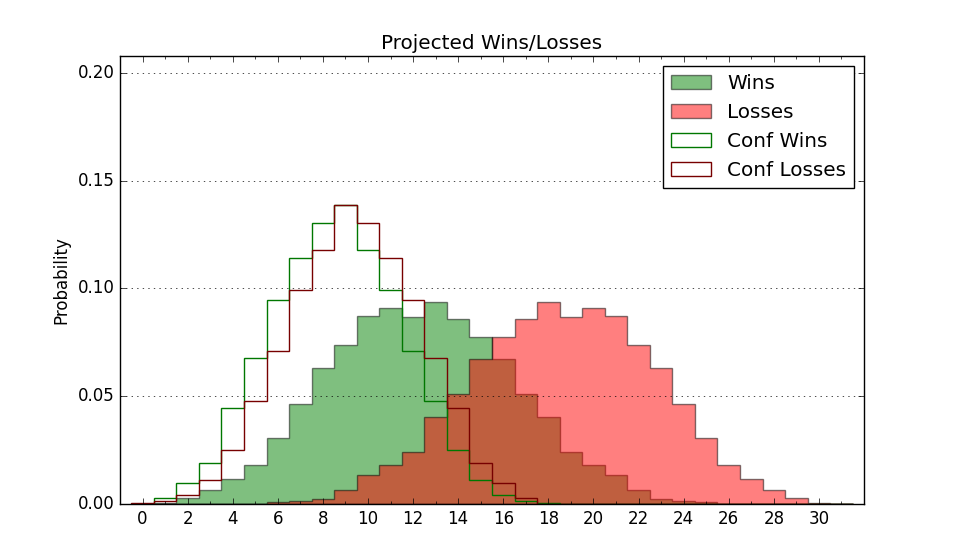 Projected Wins/Losses
0.20
0.15
0.10
0.05
0.00
Probability
Wins
Losses
Conf Wins
Conf Losses
0 2 4 6 8 10 12 14 16 18 20 22 24 26 28 30